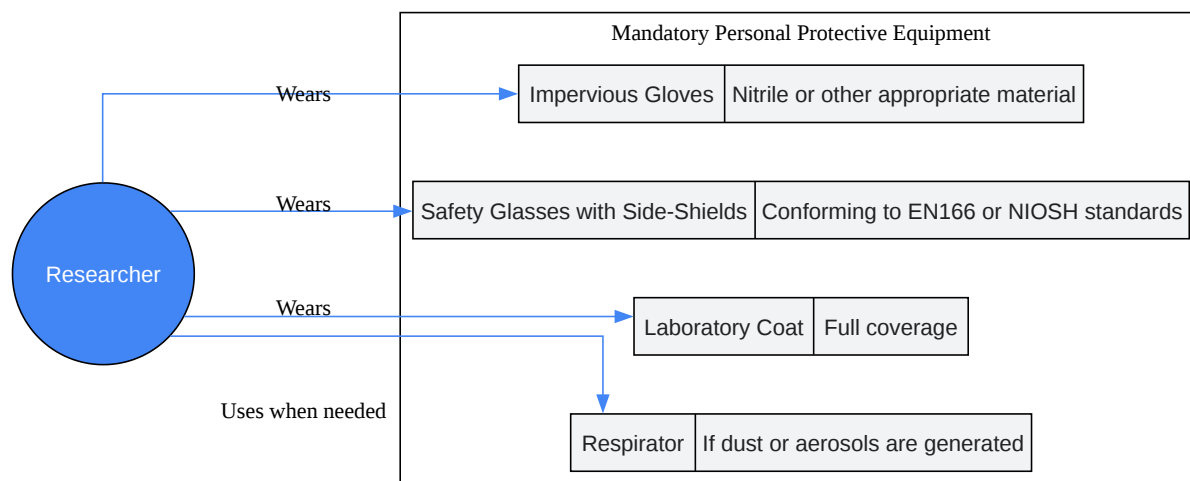 Mandatory Personal Protective Equipment
Wears
Impervious Gloves
Nitrile or other appropriate material
Wears
Safety Glasses with Side-Shields
Conforming to EN166 or NIOSH standards
Researcher
Wears
Laboratory Coat
Full coverage
Uses when needed
Respirator
If dust or aerosols are generated